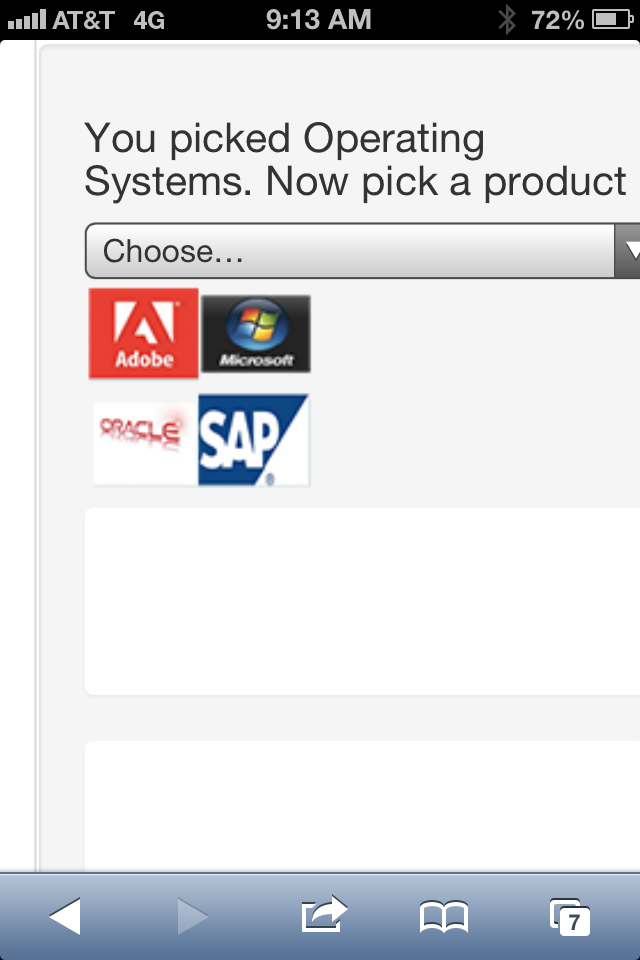 AT&T 4G 9:13 AM 72%
You picked Operating
Systems. Now pick a product
Choose...
Adobe Microsoft
ORACLE SAP
7